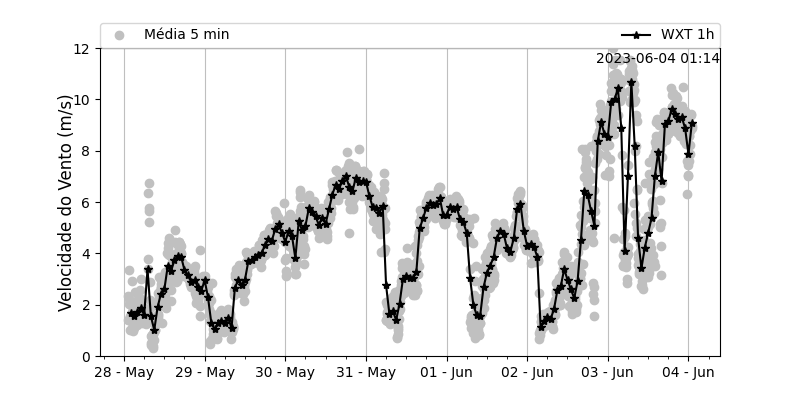 Média 5 min
WXT 1h
2023-06-04 01:14
Velocidade do Vento (m/s)
12
10
8
6
4
2
0
28 - May
29 - May
30 - May
31 - May
01 - Jun
02 - Jun
03 - Jun
04 - Jun